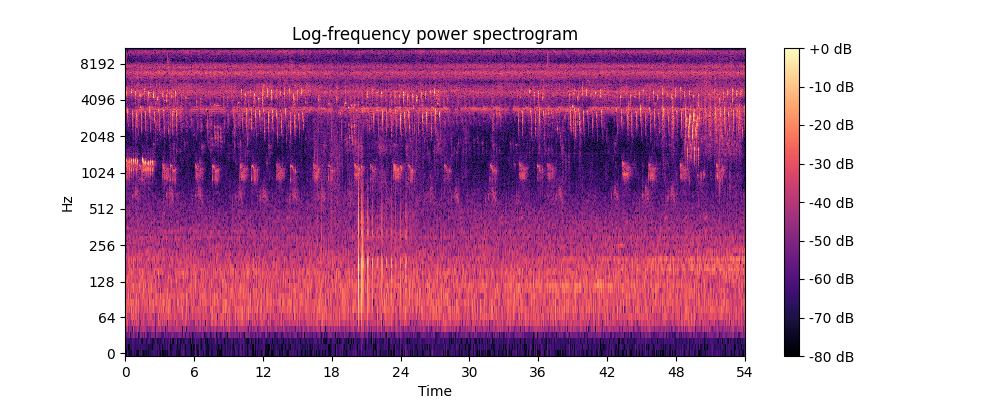 Log-frequency power spectrogram
Hz
8192
4096
2048
1024
512
256
128
64
0
0 6 12 18 24 30 36 42 48 54
Time
+0 dB
-10 dB
-20 dB
-30 dB
-40 dB
-50 dB
-60 dB
-70 dB
-80 dB